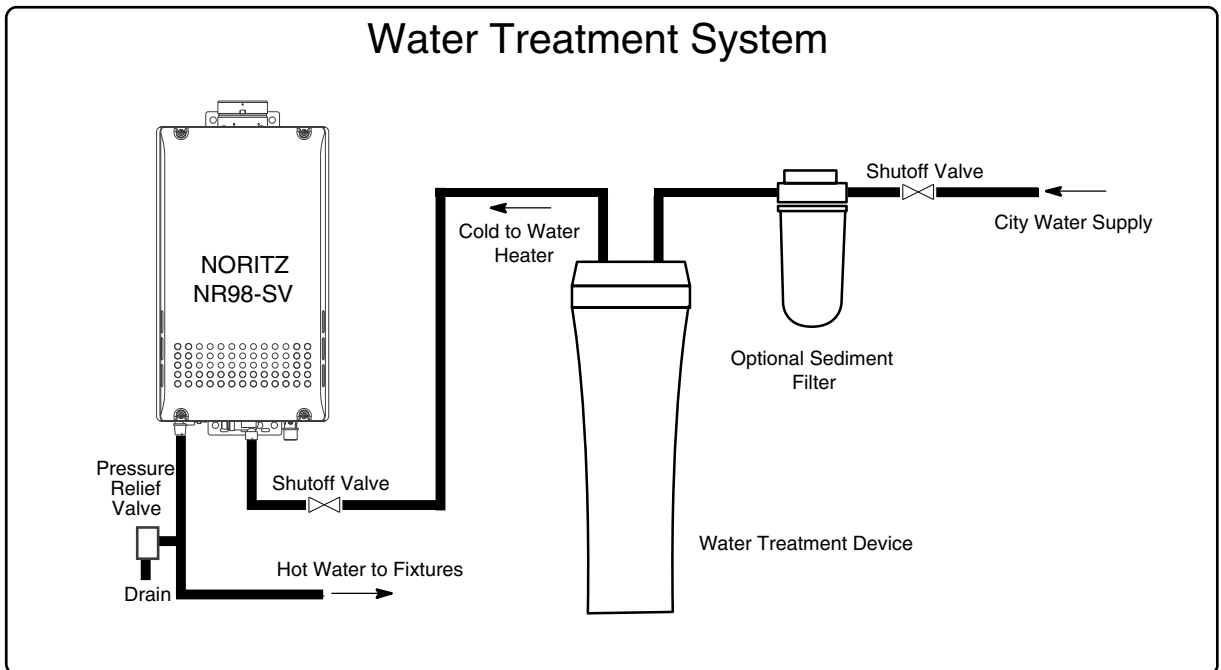 Water Treatment System
Shutoff Valve
City Water Supply
Cold to Water
Heater
NORITZ
NR98-SV
Optional Sediment
Filter
Pressure
Relief
Valve
Shutoff Valve
Water Treatment Device
Hot Water to Fixtures
Drain